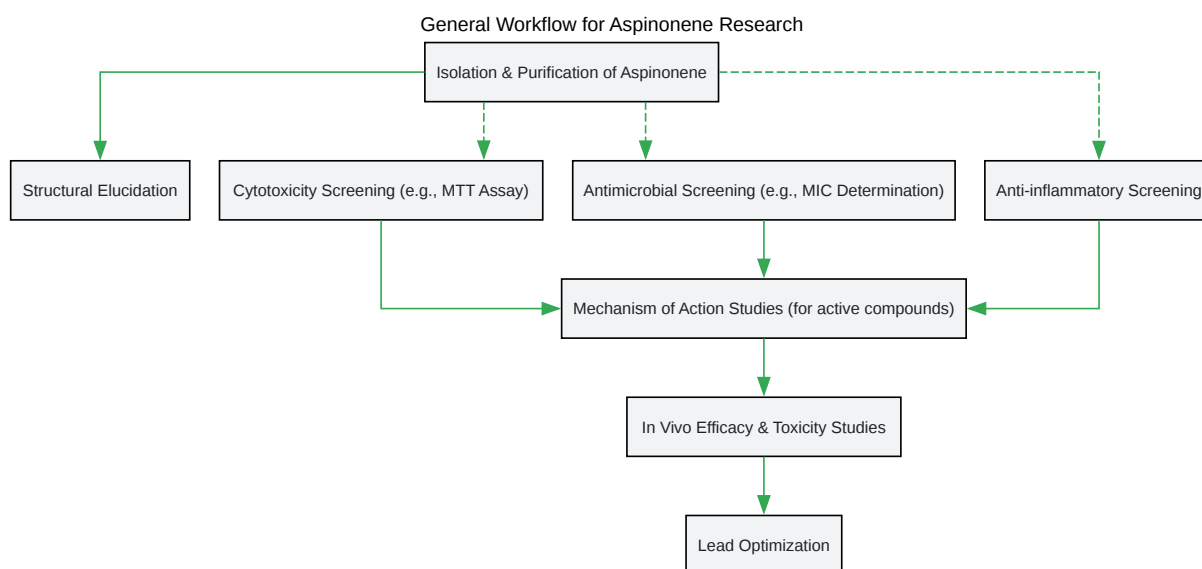 General Workflow for Aspinonene Research
Isolation & Purification of Aspinonene
Structural Elucidation
Cytotoxicity Screening (e.g., MTT Assay)
Antimicrobial Screening (e.g., MIC Determination)
Anti-inflammatory Screening
Mechanism of Action Studies (for active compounds)
In Vivo Efficacy & Toxicity Studies
Lead Optimization